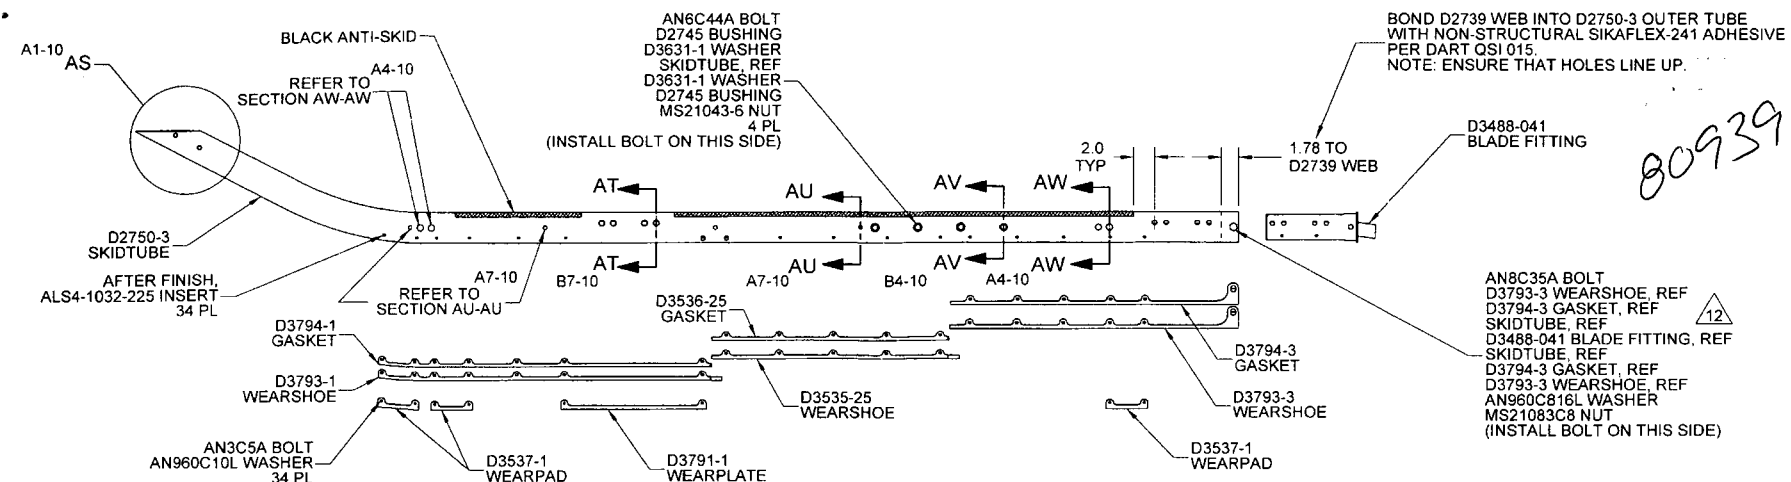 A1-10
AS
BLACK ANTI-SKID
REFER TO
SECTION AW-AW
A4-10
AN6C44A BOLT
D2745 BUSHING
D3631-1 WASHER
SKIDTUBE, REF
D3631-1 WASHER
D2745 BUSHING
MS21043-6 NUT
4 PL
(INSTALL BOLT ON THIS SIDE)
BOND D2739 WEB INTO D2750-3 OUTER TUBE
WITH NON-STRUCTURAL SIKAFLEX-241 ADHESIVE
PER DART QSI 015.
NOTE: ENSURE THAT HOLES LINE UP.
D3488-041
BLADE FITTING
80939
2.0
TYP
1.78 TO
D2739 WEB
AT
AU
AV
AW
D2750-3
SKIDTUBE
AFTER FINISH,
ALS4-1032-225 INSERT
34 PL
REFER TO
SECTION AU-AU
A7-10
AT
B7-10
A7-10
AU
B4-10
AV
A4-10
AW
D3794-1
GASKET
D3793-1
WEARSHOE
AN3C5A BOLT
AN960C10L WASHER
34 PL
D3537-1
WEARPAD
D3791-1
WEARPLATE
D3536-25
GASKET
D3535-25
WEARSHOE
D3794-3
GASKET
D3793-3
WEARSHOE
D3537-1
WEARPAD
AN8C35A BOLT
D3793-3 WEARSHOE, REF
D3794-3 GASKET, REF
SKIDTUBE, REF
D3488-041 BLADE FITTING, REF
SKIDTUBE, REF
D3794-3 GASKET, REF
D3793-3 WEARSHOE, REF
AN960C816L WASHER
MS21083C8 NUT
(INSTALL BOLT ON THIS SIDE)
12